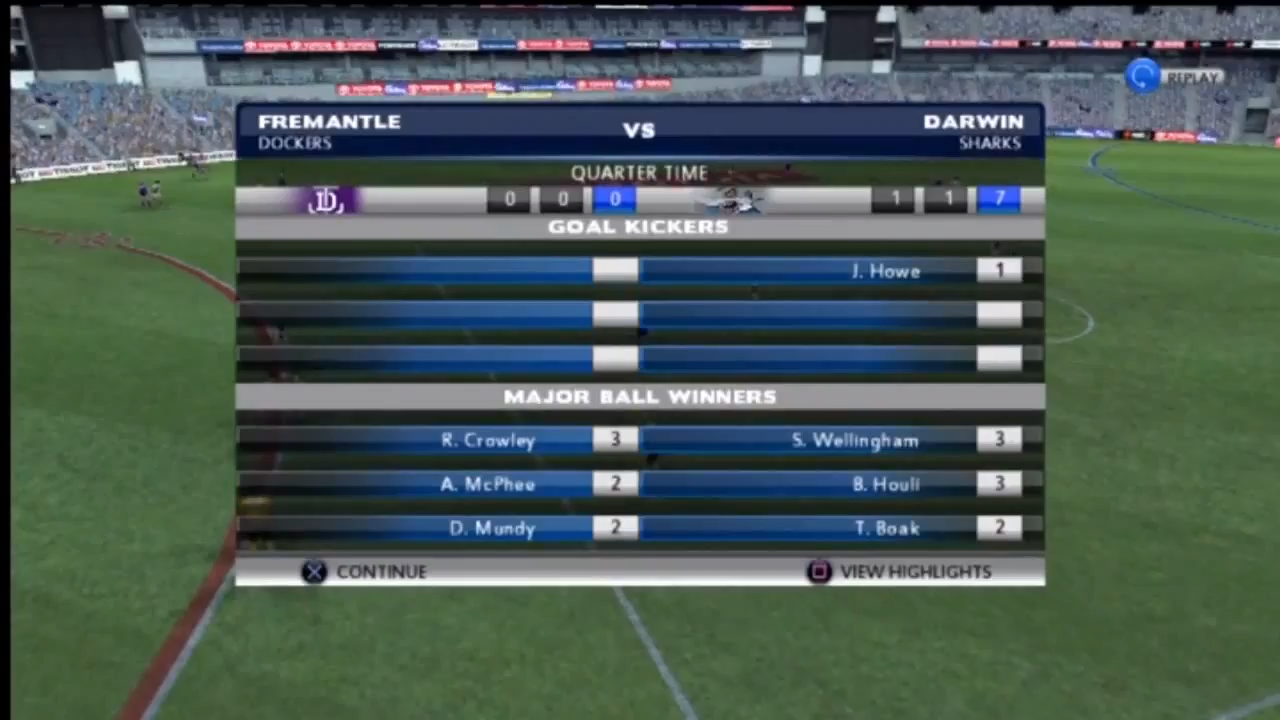 REPLAY
FREMANTLE VS DARWIN
DOCKERS SHARKS
QUARTER TIME
0 0 0 1 1 7
GOAL KICKERS
J. Howe 1
MAJOR BALL WINNERS
R. Crowley 3 S. Wellingham 3
A. McPhee 2 B. Houli 3
D. Mundy 2 T. Boak 2
CONTINUE VIEW HIGHLIGHTS